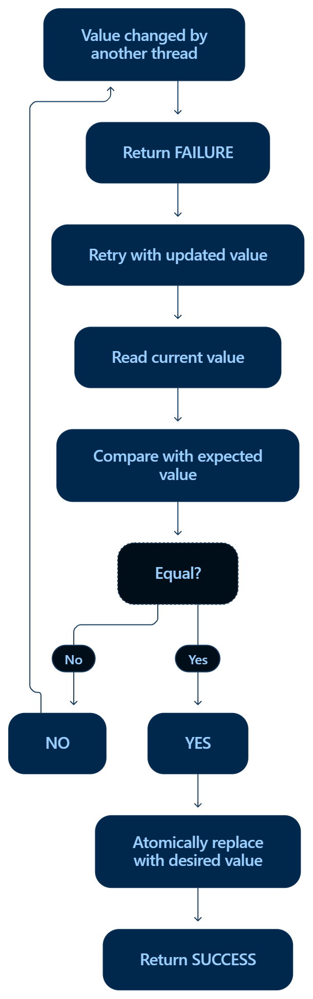 Value changed by
another thread
Return FAILURE
Retry with updated value
Read current value
Compare with expected
value
Equal?
No
Yes
NO
YES
Atomically replace
with desired value
Return SUCCESS